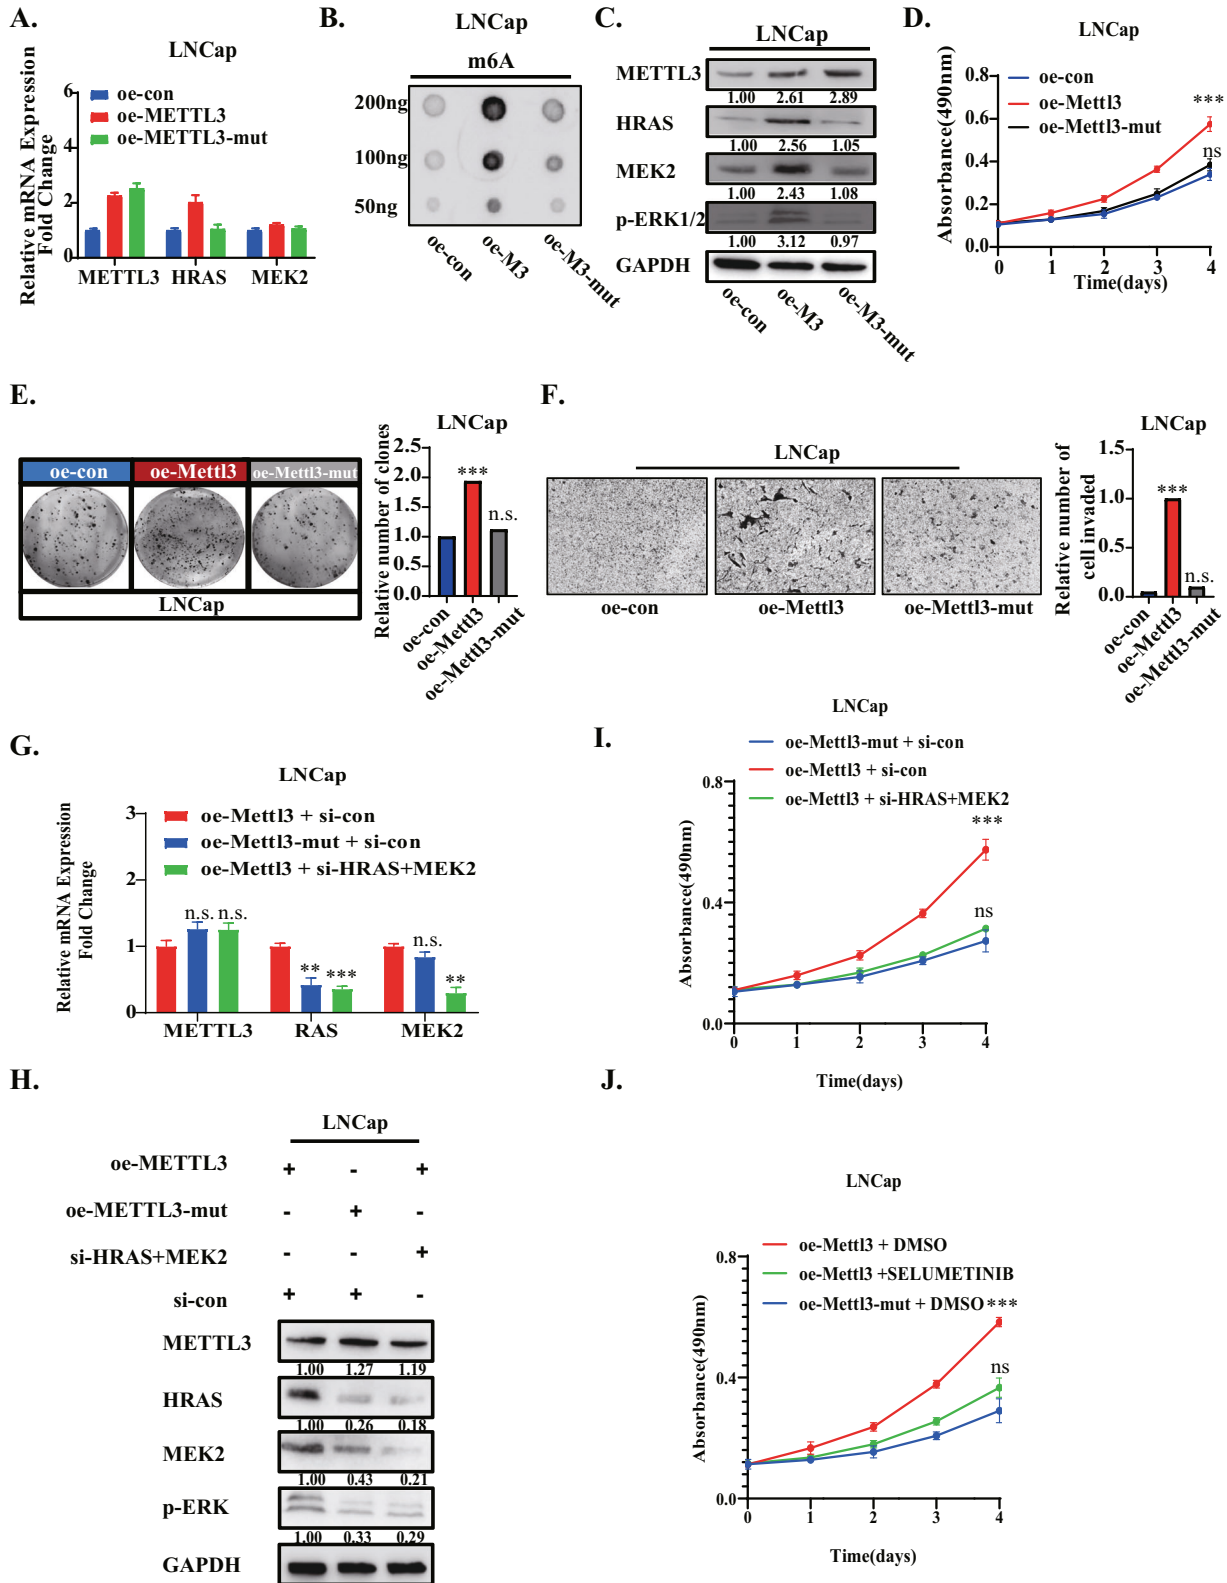 A.
LNCap
Relative mRNA Expression
Fold Change
6
4
2
0
oe-con
oe-METTL3
oe-METTL3-mut
METTL3 HRAS MEK2
B.
LNCap
m6A
200ng
100ng
50ng
oe-con
oe-M3
oe-M3-mut
C.
LNCap
METTL3
1.00 2.61 2.89
HRAS
1.00 2.56 1.05
MEK2
1.00 2.43 1.08
p-ERK1/2
1.00 3.12 0.97
GAPDH
oe-con
oe-M3
oe-M3-mut
D.
LNCap
Absorbance(490nm)
0.8
0.6
0.4
0.2
0.0
oe-con
oe-Mettl3
oe-Mettl3-mut
***
ns
0 1 2 3 4
Time(days)
E.
oe-con oe-Mettl3 oe-Mettl3-mut
LNCap
LNCap
Relative number of clones
2.5
2.0
1.5
1.0
0.5
0.0
***
n.s.
oe-con
oe-Mettl3
oe-Mettl3-mut
F.
LNCap
oe-con oe-Mettl3 oe-Mettl3-mut
LNCap
Relative number of
cell invaded
1.5
1.0
0.5
0.0
***
n.s.
oe-con
oe-Mettl3
oe-Mettl3-mut
G.
LNCap
Relative mRNA Expression
Fold Change
3
2
1
0
oe-Mettl3 + si-con
oe-Mettl3-mut + si-con
oe-Mettl3 + si-HRAS+MEK2
n.s. n.s.
** ***
n.s.
**
METTL3 RAS MEK2
I.
LNCap
oe-Mettl3-mut + si-con
oe-Mettl3 + si-con
oe-Mettl3 + si-HRAS+MEK2
Absorbance(490nm)
0.8
0.4
0.0
***
ns
0 1 2 3 4
Time(days)
H.
LNCap
oe-METTL3 + - +
oe-METTL3-mut - + -
si-HRAS+MEK2 - - +
si-con + + -
METTL3
1.00 1.27 1.19
HRAS
1.00 0.26 0.18
MEK2
1.00 0.43 0.21
p-ERK
1.00 0.33 0.29
GAPDH
J.
LNCap
oe-Mettl3 + DMSO
oe-Mettl3 +SELUMETINIB
oe-Mettl3-mut + DMSO
***
ns
Absorbance(490nm)
0.8
0.4
0.0
0 1 2 3 4
Time(days)